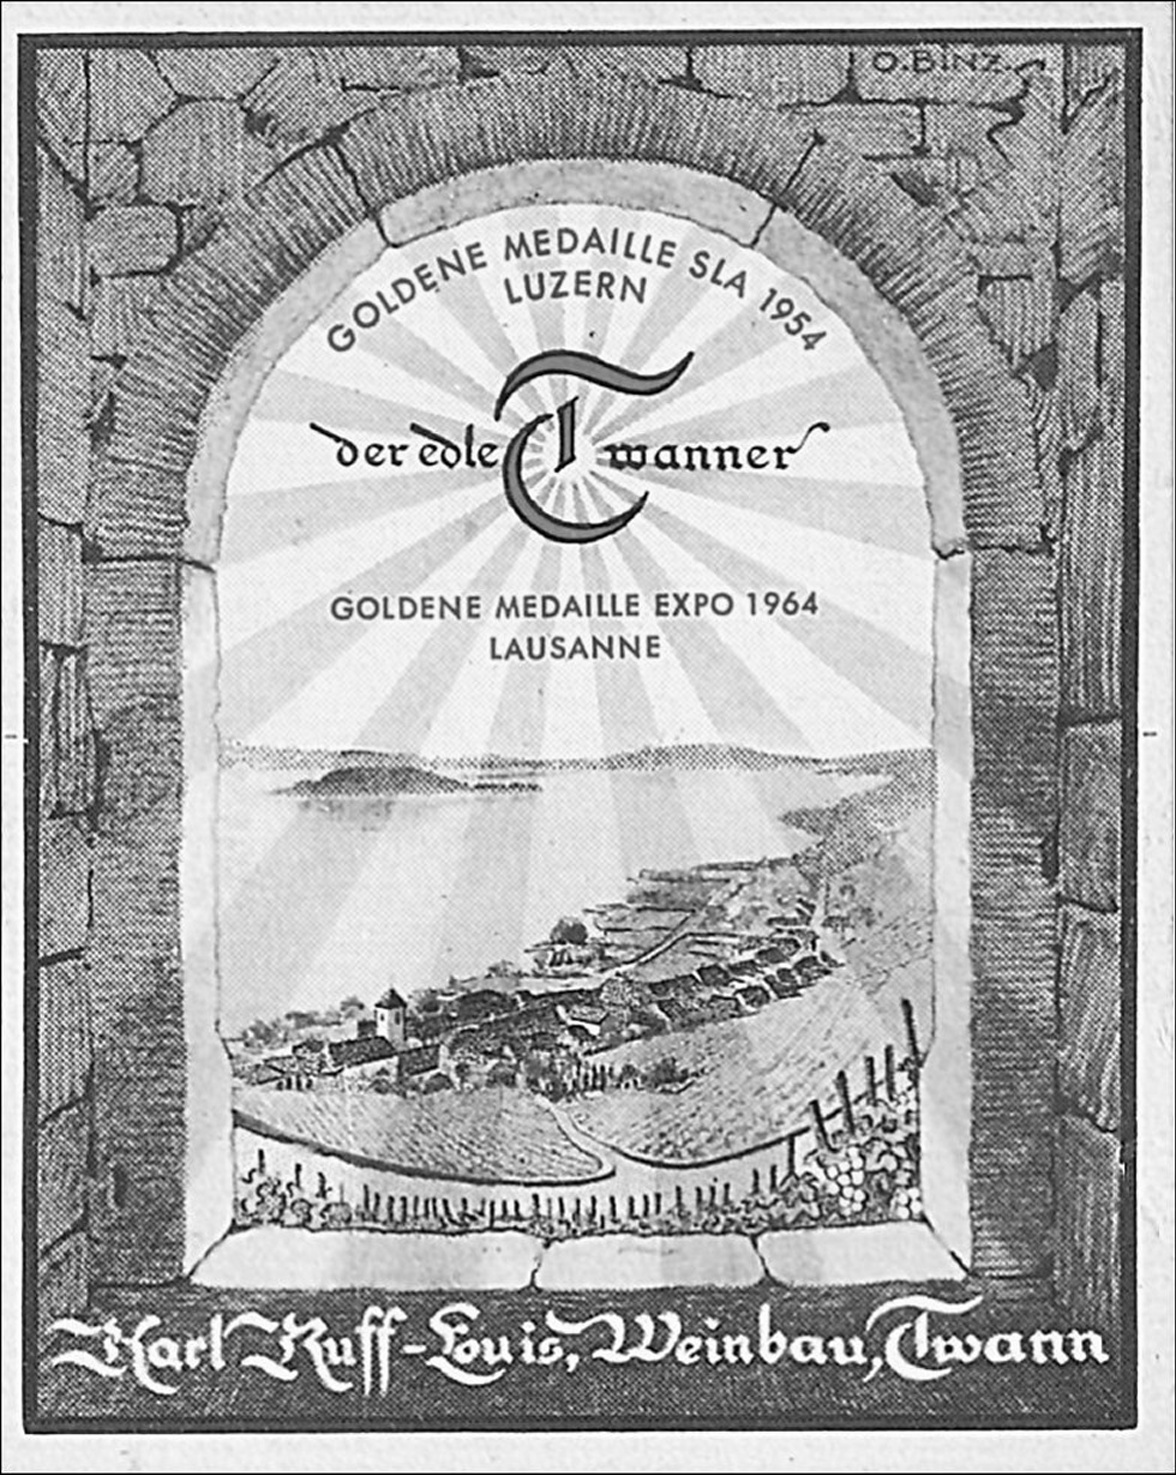 O. BINZ.
GOLDENE MEDAILLE SLA 1954
LUZERN
der edle Twanner
GOLDENE MEDAILLE EXPO 1964
LAUSANNE
Karl Ruff-Louis, Weinbau, Twann